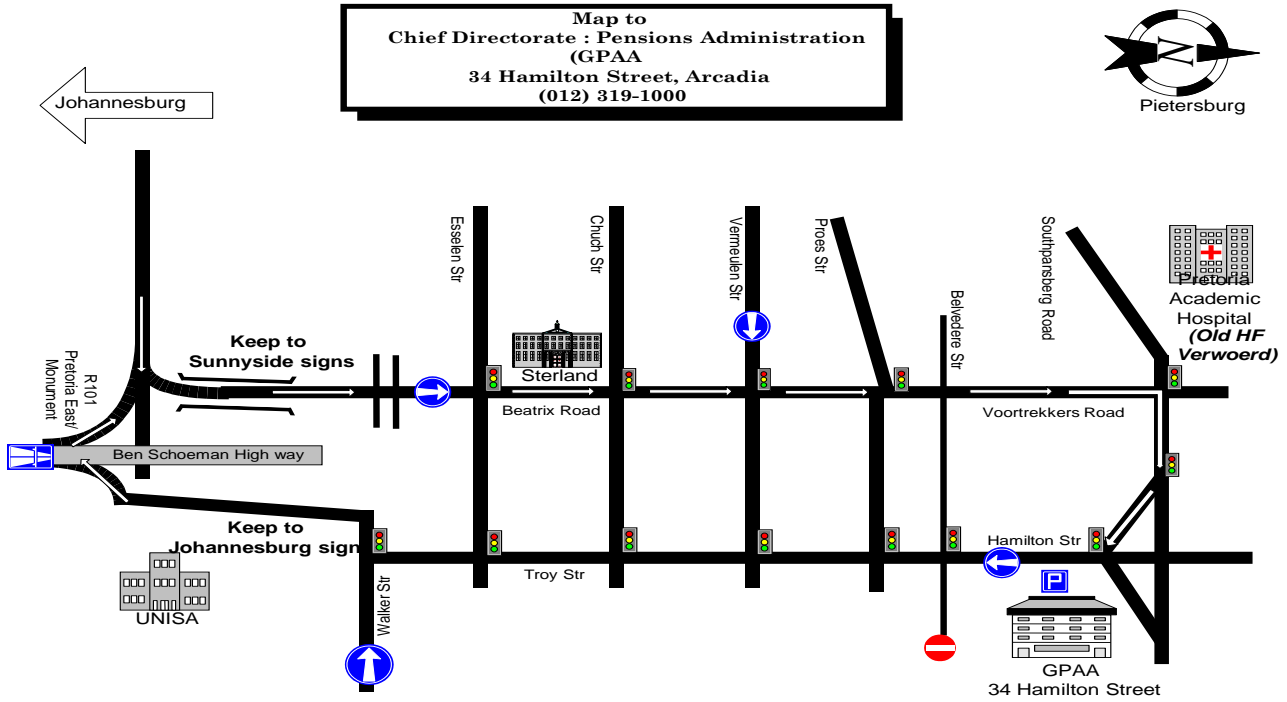 Map to
Chief Directorate : Pensions Administration
(GPAA
34 Hamilton Street, Arcadia
(012) 319-1000
N
Pietersburg
Johannesburg
Esselen Str
Chuch Str
Vermeulen Str
Proes Str
Belvedere Str
Southpansberg Road
Pretoria
Academic
Hospital
(Old HF
Verwoerd)
Keep to
Sunnyside signs
R101
Pretoria East/
Monument
Sterland
Beatrix Road
Voortrekkers Road
Ben Schoeman High way
Keep to
Johannesburg sign
UNISA
Walker Str
Troy Str
Hamilton Str
P
GPAA
34 Hamilton Street